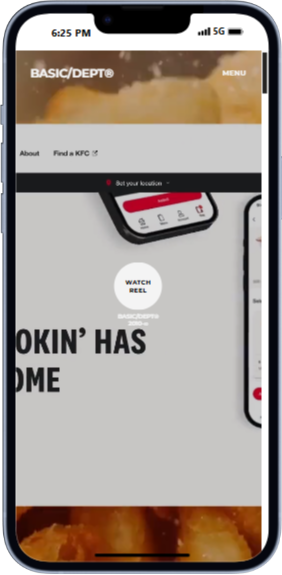 6:25 PM
5G
BASIC/DEPT®
MENU
About
Find a KFC
Set your location
WATCH
REEL
BASIC/DEPT®
OKIN' HAS
OME